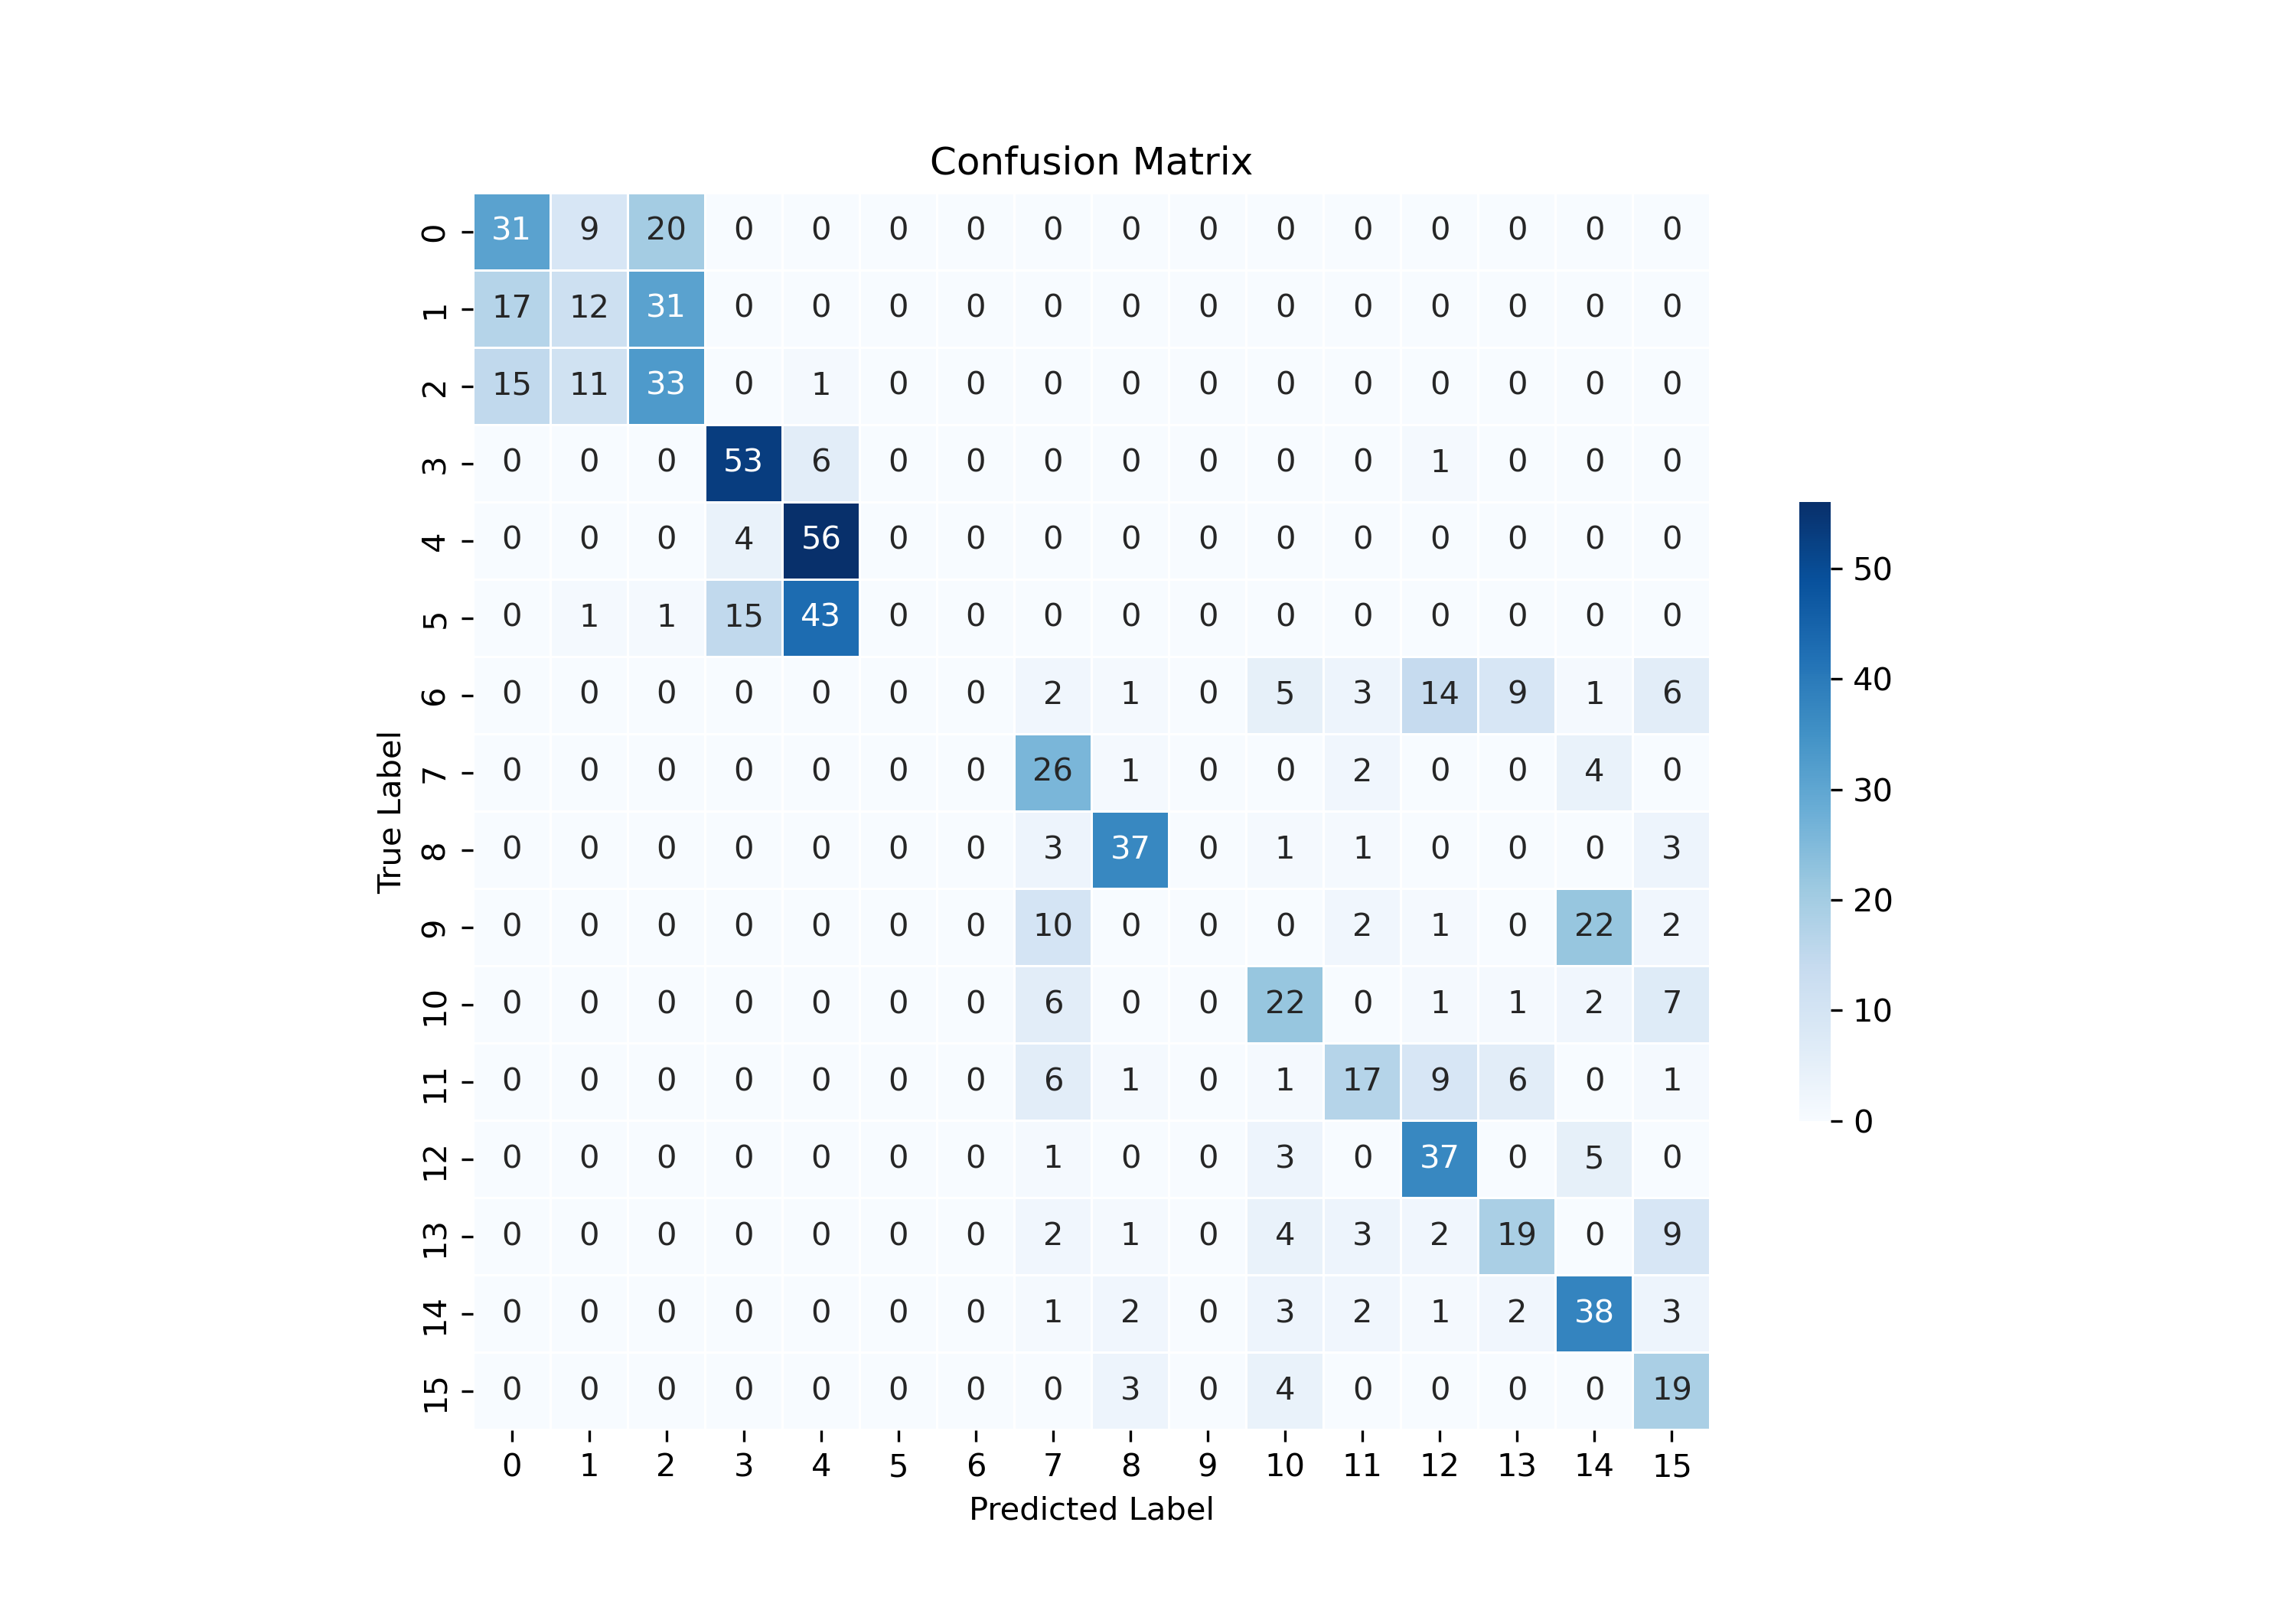 Confusion Matrix
0 31 9 20 0 0 0 0 0 0 0 0 0 0 0 0 0
1 17 12 31 0 0 0 0 0 0 0 0 0 0 0 0 0
2 15 11 33 0 1 0 0 0 0 0 0 0 0 0 0 0
3 0 0 0 53 6 0 0 0 0 0 0 0 1 0 0 0
4 0 0 0 4 56 0 0 0 0 0 0 0 0 0 0 0
5 0 1 1 15 43 0 0 0 0 0 0 0 0 0 0 0
6 0 0 0 0 0 0 0 2 1 0 5 3 14 9 1 6
7 0 0 0 0 0 0 0 26 1 0 0 2 0 0 4 0
8 0 0 0 0 0 0 0 3 37 0 1 1 0 0 0 3
9 0 0 0 0 0 0 0 10 0 0 0 2 1 0 22 2
10 0 0 0 0 0 0 0 6 0 0 22 0 1 1 2 7
11 0 0 0 0 0 0 0 6 1 0 1 17 9 6 0 1
12 0 0 0 0 0 0 0 1 0 0 3 0 37 0 5 0
13 0 0 0 0 0 0 0 2 1 0 4 3 2 19 0 9
14 0 0 0 0 0 0 0 1 2 0 3 2 1 2 38 3
15 0 0 0 0 0 0 0 0 3 0 4 0 0 0 0 19
0 1 2 3 4 5 6 7 8 9 10 11 12 13 14 15
Predicted Label
True Label
50
40
30
20
10
0